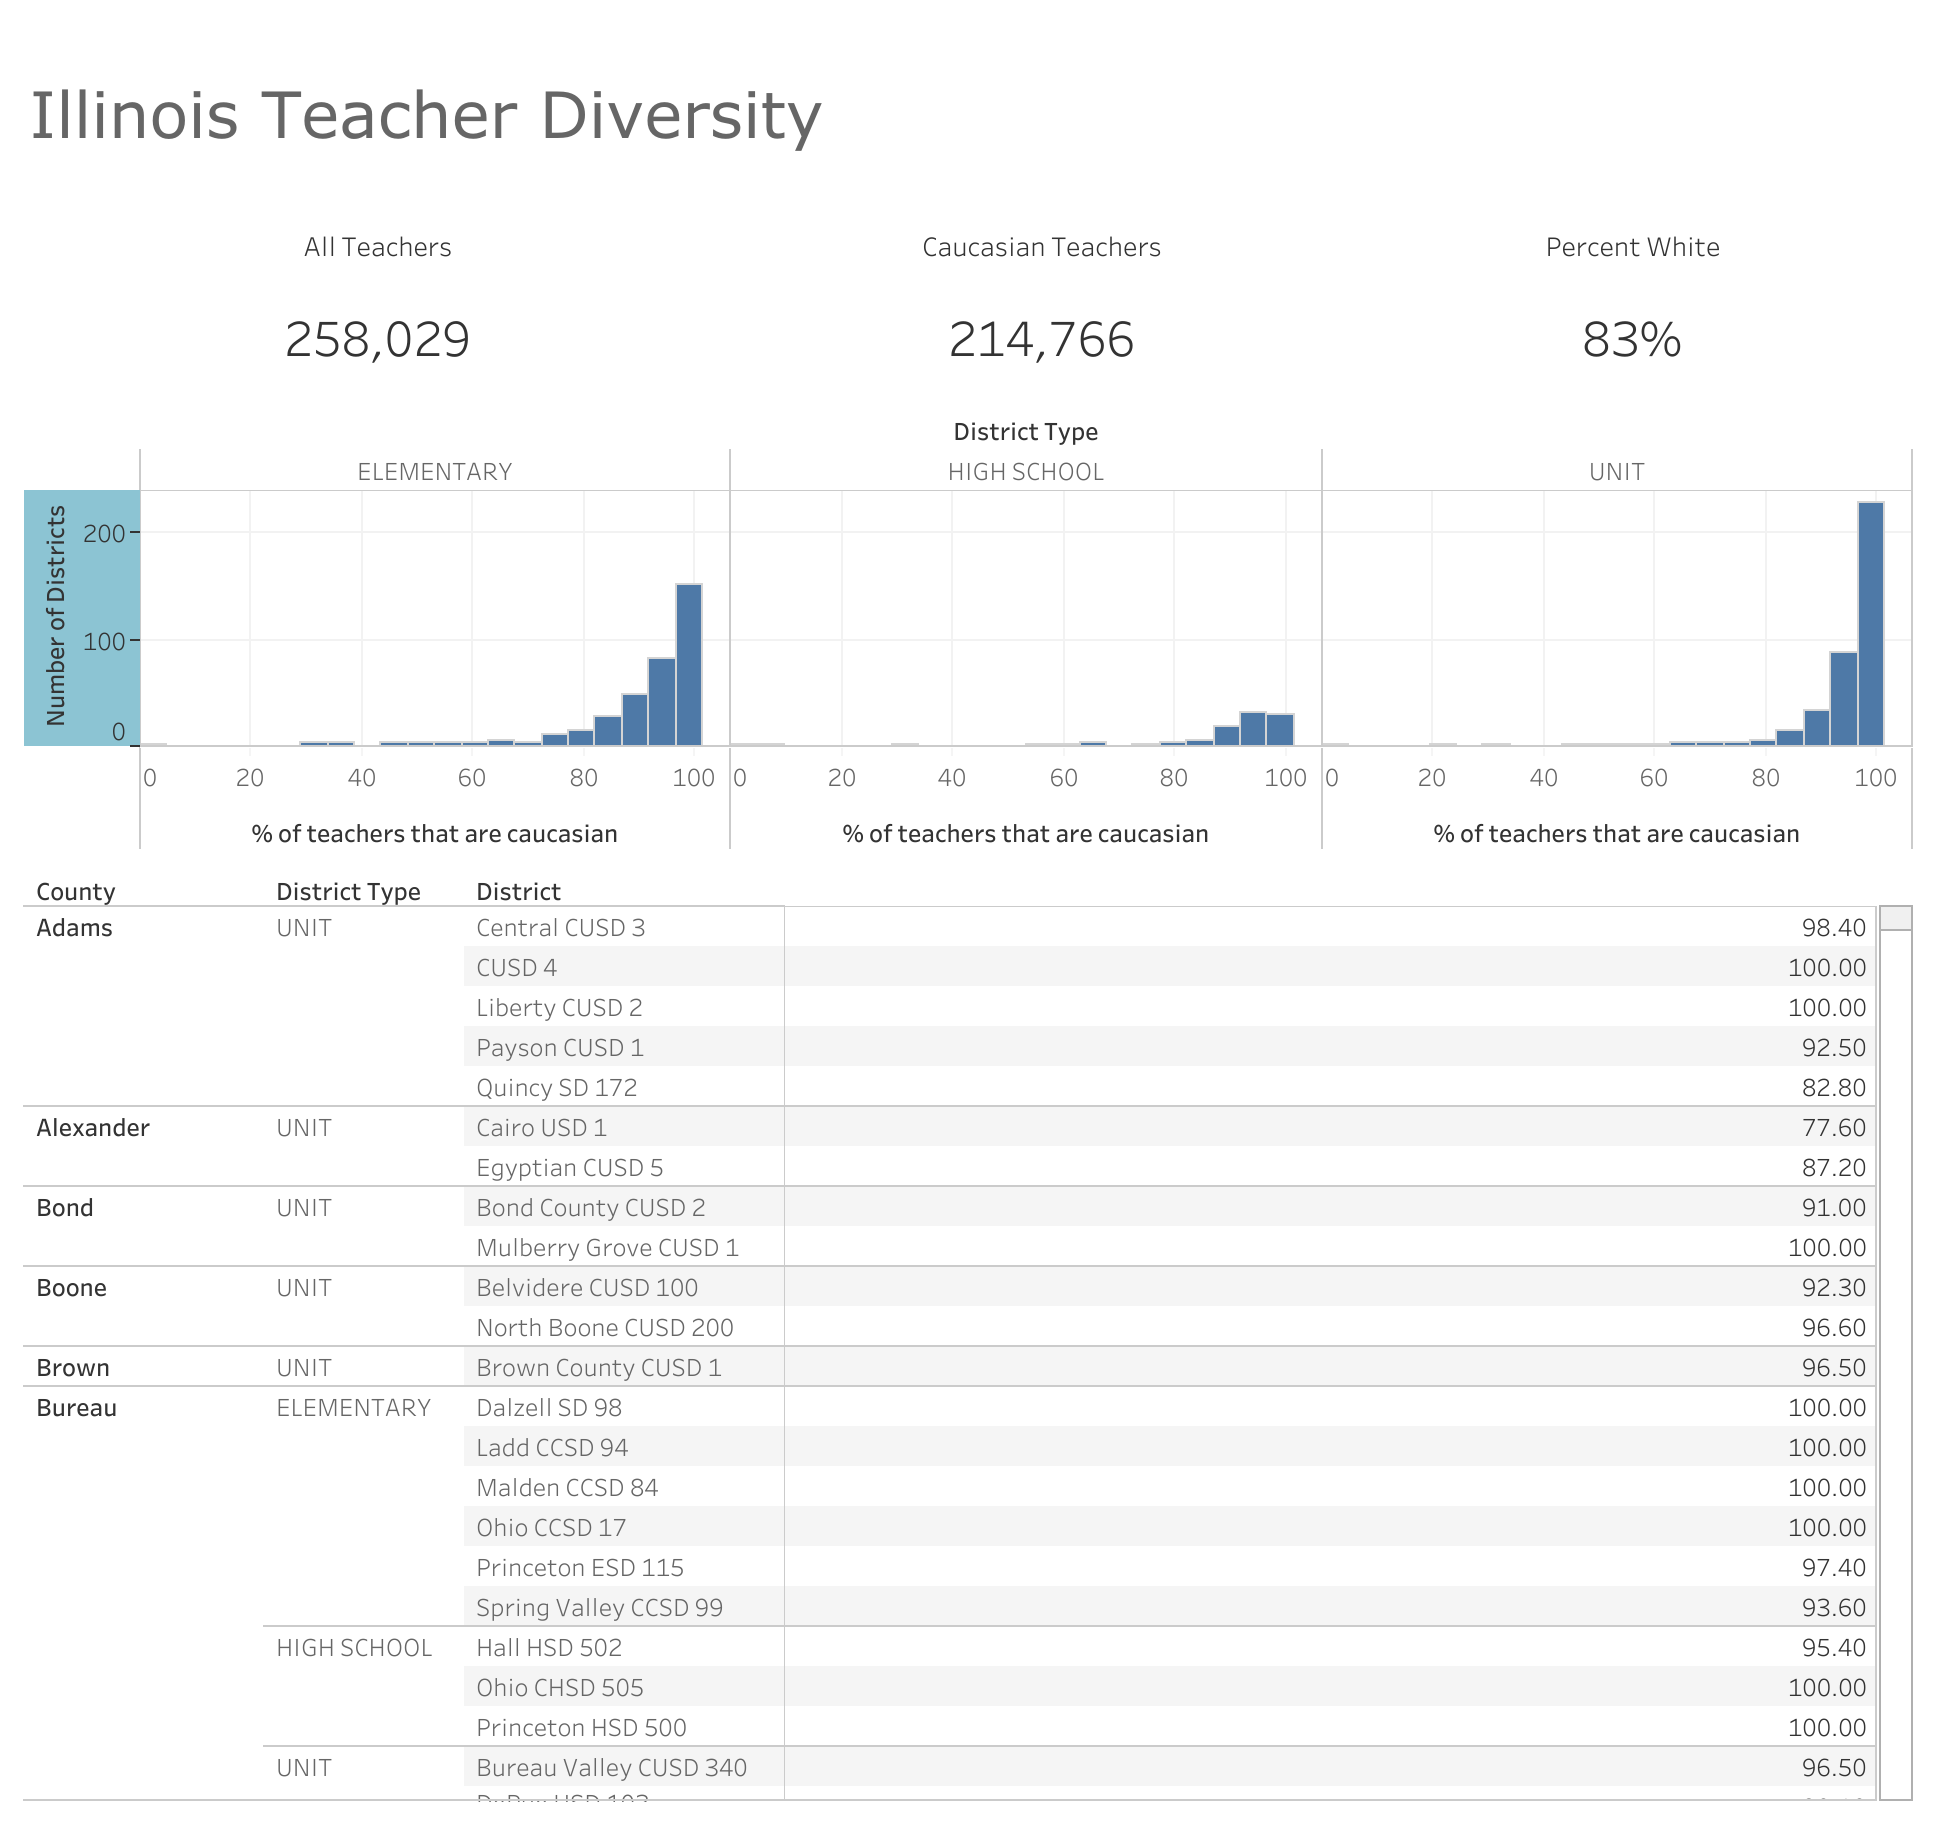 Illinois Teacher Diversity
All Teachers Caucasian Teachers Percent White
258,029 214,766 83%
District Type
ELEMENTARY HIGH SCHOOL UNIT
Number of Districts
200
100
0
0 20 40 60 80 100 0 20 40 60 80 100 0 20 40 60 80 100
% of teachers that are caucasian % of teachers that are caucasian % of teachers that are caucasian
County District Type District
Adams UNIT Central CUSD 3 98.40
CUSD 4 100.00
Liberty CUSD 2 100.00
Payson CUSD 1 92.50
Quincy SD 172 82.80
Alexander UNIT Cairo USD 1 77.60
Egyptian CUSD 5 87.20
Bond UNIT Bond County CUSD 2 91.00
Mulberry Grove CUSD 1 100.00
Boone UNIT Belvidere CUSD 100 92.30
North Boone CUSD 200 96.60
Brown UNIT Brown County CUSD 1 96.50
Bureau ELEMENTARY Dalzell SD 98 100.00
Ladd CCSD 94 100.00
Malden CCSD 84 100.00
Ohio CCSD 17 100.00
Princeton ESD 115 97.40
Spring Valley CCSD 99 93.60
HIGH SCHOOL Hall HSD 502 95.40
Ohio CHSD 505 100.00
Princeton HSD 500 100.00
UNIT Bureau Valley CUSD 340 96.50